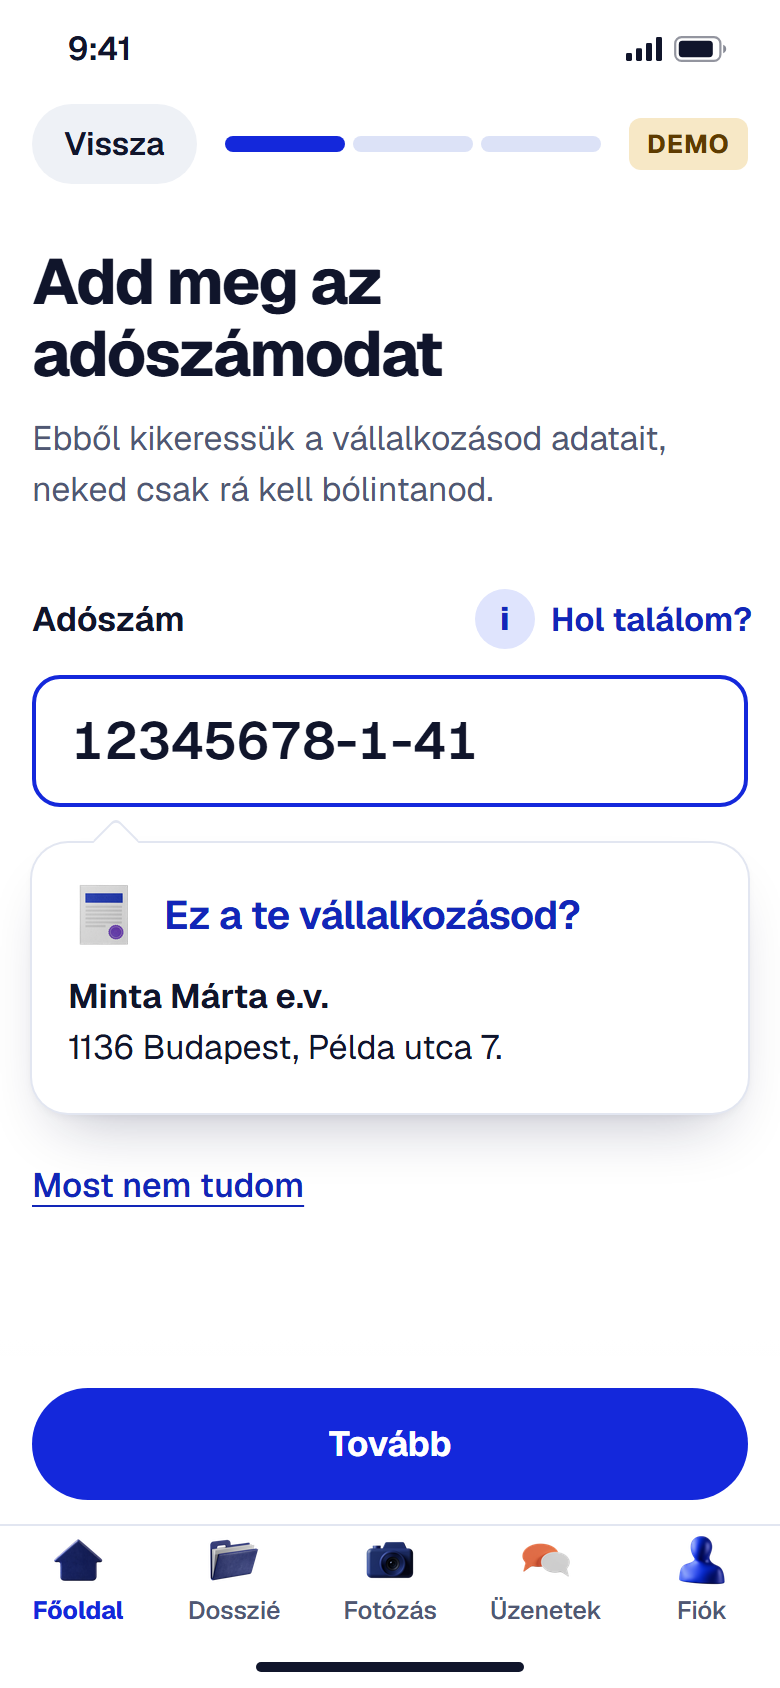 9:41
Vissza
DEMO
Add meg az
adószámodat
Ebből kikeressük a vállalkozásod adatait,
neked csak rá kell bólintanod.
Adószám
i Hol találom?
12345678-1-41
Ez a te vállalkozásod?
Minta Márta e.v.
1136 Budapest, Példa utca 7.
Most nem tudom
Tovább
Főoldal
Dosszié
Fotózás
Üzenetek
Fiók